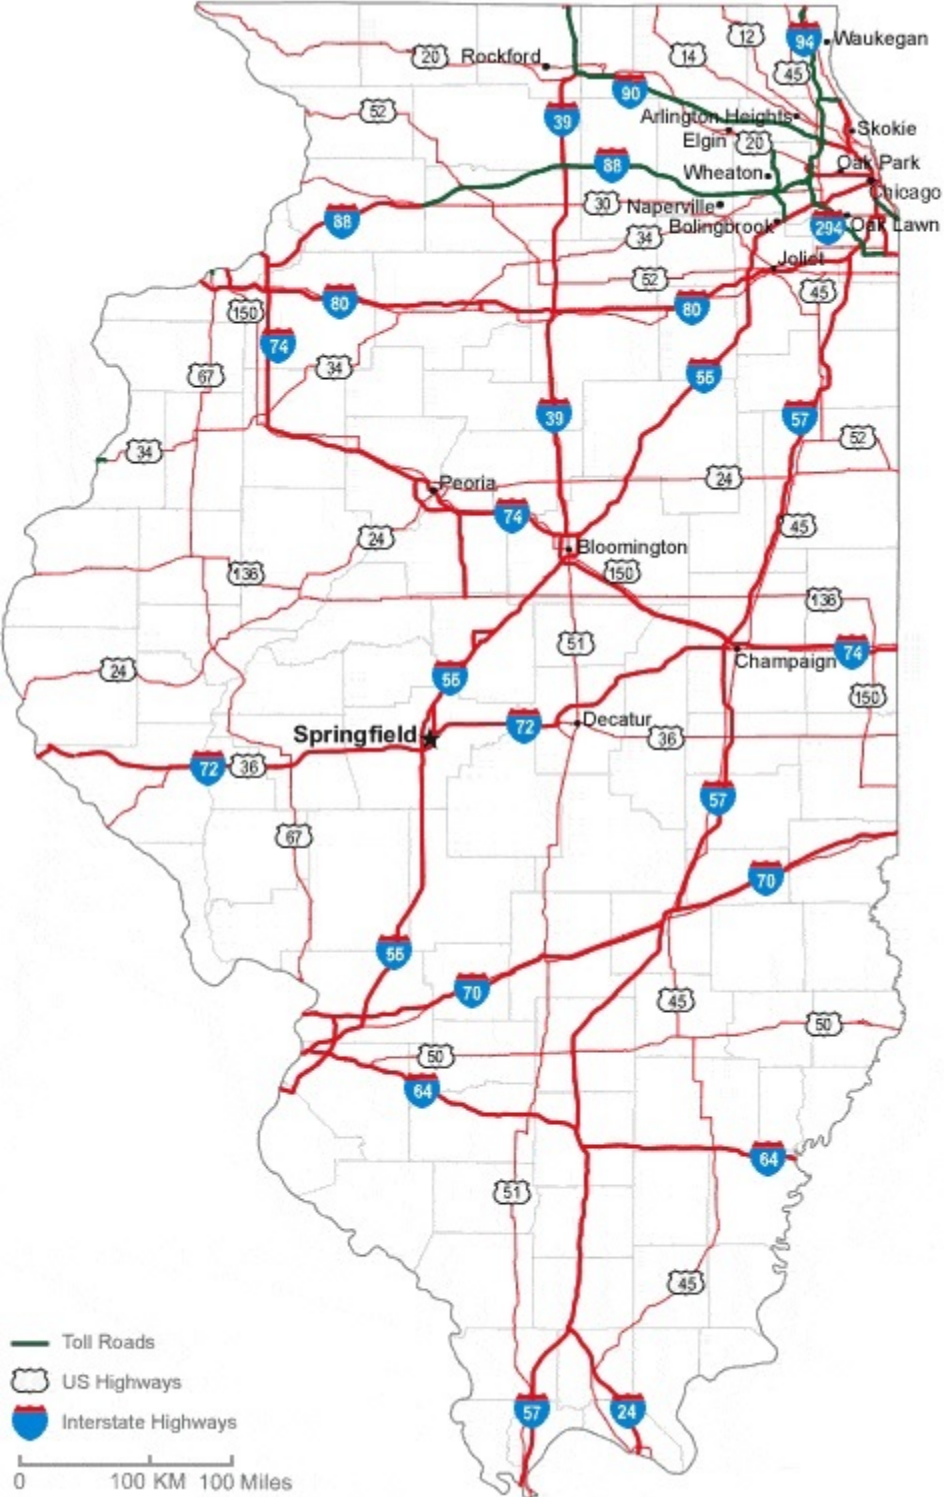 12
94
Waukegan
20
Rockford
14
45
90
52
39
Arlington Heights
Skokie
Elgin
20
88
Oak Park
Wheaton
Chicago
88
30
Naperville
Bolingbrook
294
Oak Lawn
34
Joliet
52
45
80
80
150
74
34
67
55
39
57
52
34
24
Peoria
74
45
24
Bloomington
150
136
136
51
Champaign
74
24
55
150
Springfield
72
Decatur
36
72
36
57
67
70
55
70
45
50
50
64
64
51
45
Toll Roads
US Highways
57
24
Interstate Highways
0
100 KM
100 Miles